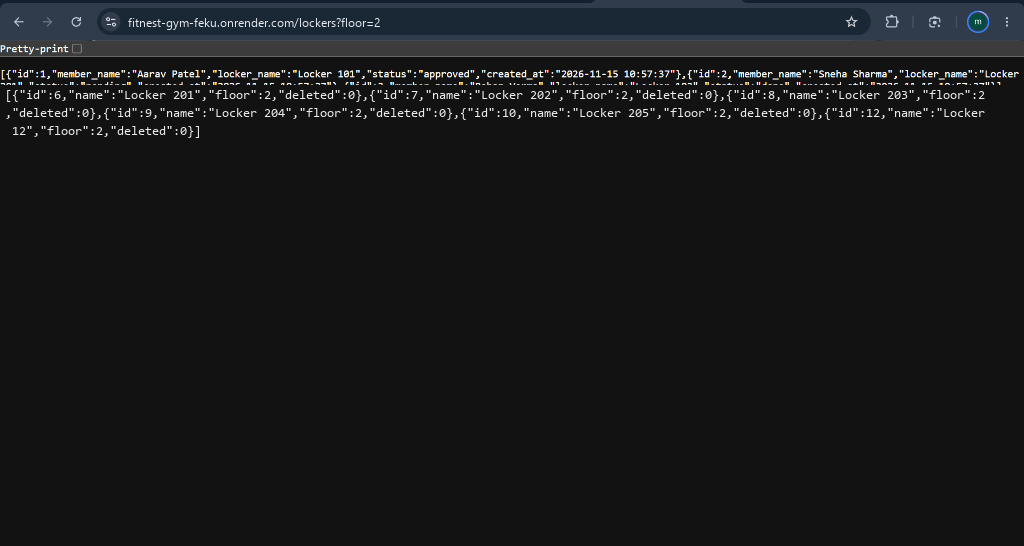 fitnest-gym-feku.onrender.com/lockers?floor=2
m
Pretty-print
[{"id":1,"member_name":"Aarav Patel","locker_name":"Locker 101","status":"approved","created_at":"2026-11-15 10:57:37"},{"id":2,"member_name":"Sneha Sharma","locker_name":"Locker
[{"id":6,"name":"Locker 201","floor":2,"deleted":0},{"id":7,"name":"Locker 202","floor":2,"deleted":0},{"id":8,"name":"Locker 203","floor":2
,"deleted":0},{"id":9,"name":"Locker 204","floor":2,"deleted":0},{"id":10,"name":"Locker 205","floor":2,"deleted":0},{"id":12,"name":"Locker
12","floor":2,"deleted":0}]